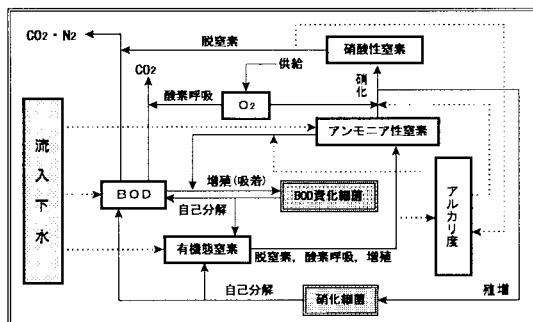 CO2・N2
脱窒素
硝酸性窒素
CO2
供給
硝化
酸素呼吸
O2
アンモニア性窒素
流入下水
増殖(吸着)
BOD
BOD資化細菌
自己分解
アルカリ度
有機態窒素
脱窒素，酸素呼吸，増殖
自己分解
硝化細菌
殖増